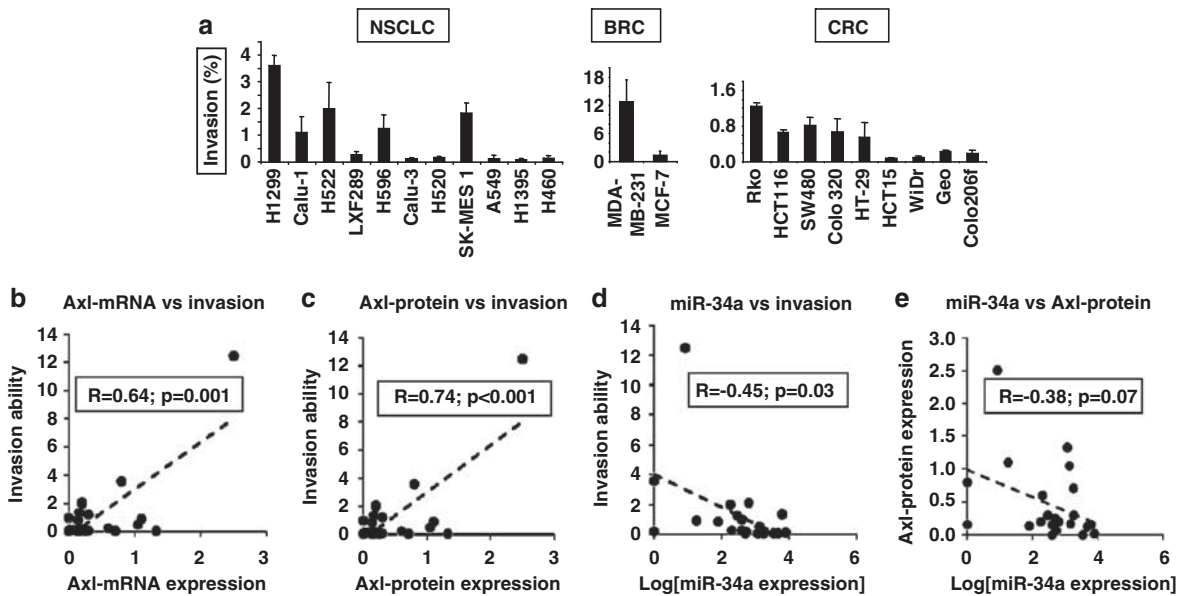 a
NSCLC
BRC
CRC
Invasion (%)
4
3
2
1
0
H1299
Calu-1
H522
LXF289
H596
Calu-3
H520
SK-MES 1
A549
H1395
H460
18
12
6
0
MDA-
MB-231
MCF-7
1.6
0.8
0.0
Rko
HCT116
SW480
Colo 320
HT-29
HCT15
WiDr
Geo
Colo206f
b
Axl-mRNA vs invasion
Invasion ability
14
12
10
8
6
4
2
0
R=0.64; p=0.001
0 1 2 3
Axl-mRNA expression
c
Axl-protein vs invasion
Invasion ability
14
12
10
8
6
4
2
0
R=0.74; p<0.001
0 1 2 3
Axl-protein expression
d
miR-34a vs invasion
Invasion ability
14
12
10
8
6
4
2
0
R=-0.45; p=0.03
0 2 4 6
Log[miR-34a expression]
e
miR-34a vs Axl-protein
Axl-protein expression
3.0
2.5
2.0
1.5
1.0
0.5
0.0
R=-0.38; p=0.07
0 2 4 6
Log[miR-34a expression]